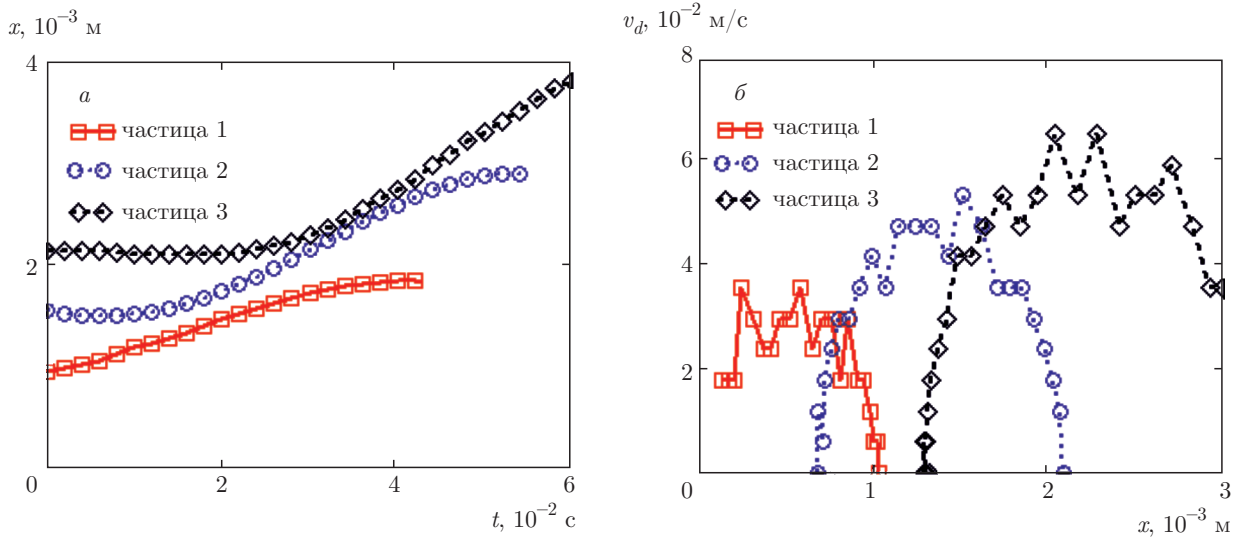 x, 10⁻³ м
4
а
частица 1
частица 2
частица 3
2
0
2
4
6
t, 10⁻² с
v_d, 10⁻² м/с
8
б
частица 1
частица 2
частица 3
6
4
2
0
1
2
3
x, 10⁻³ м